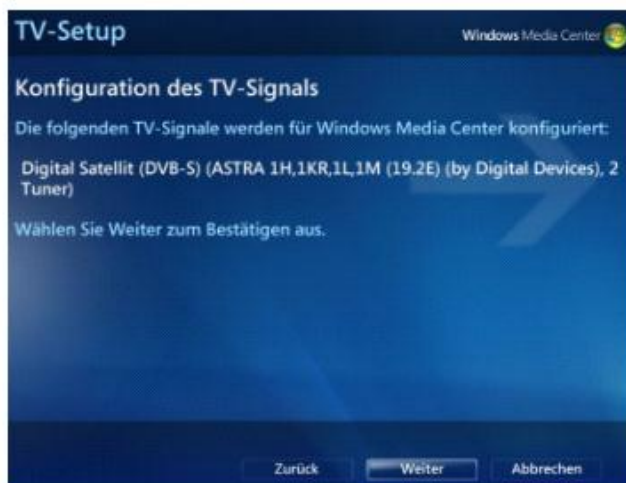 TV-Setup
Windows Media Center
Konfiguration des TV-Signals
Die folgenden TV-Signale werden für Windows Media Center konfiguriert:
Digital Satellit (DVB-S) (ASTRA 1H,1KR,1L,1M (19.2E) (by Digital Devices), 2
Tuner)
Wählen Sie Weiter zum Bestätigen aus.
Zurück
Weiter
Abbrechen